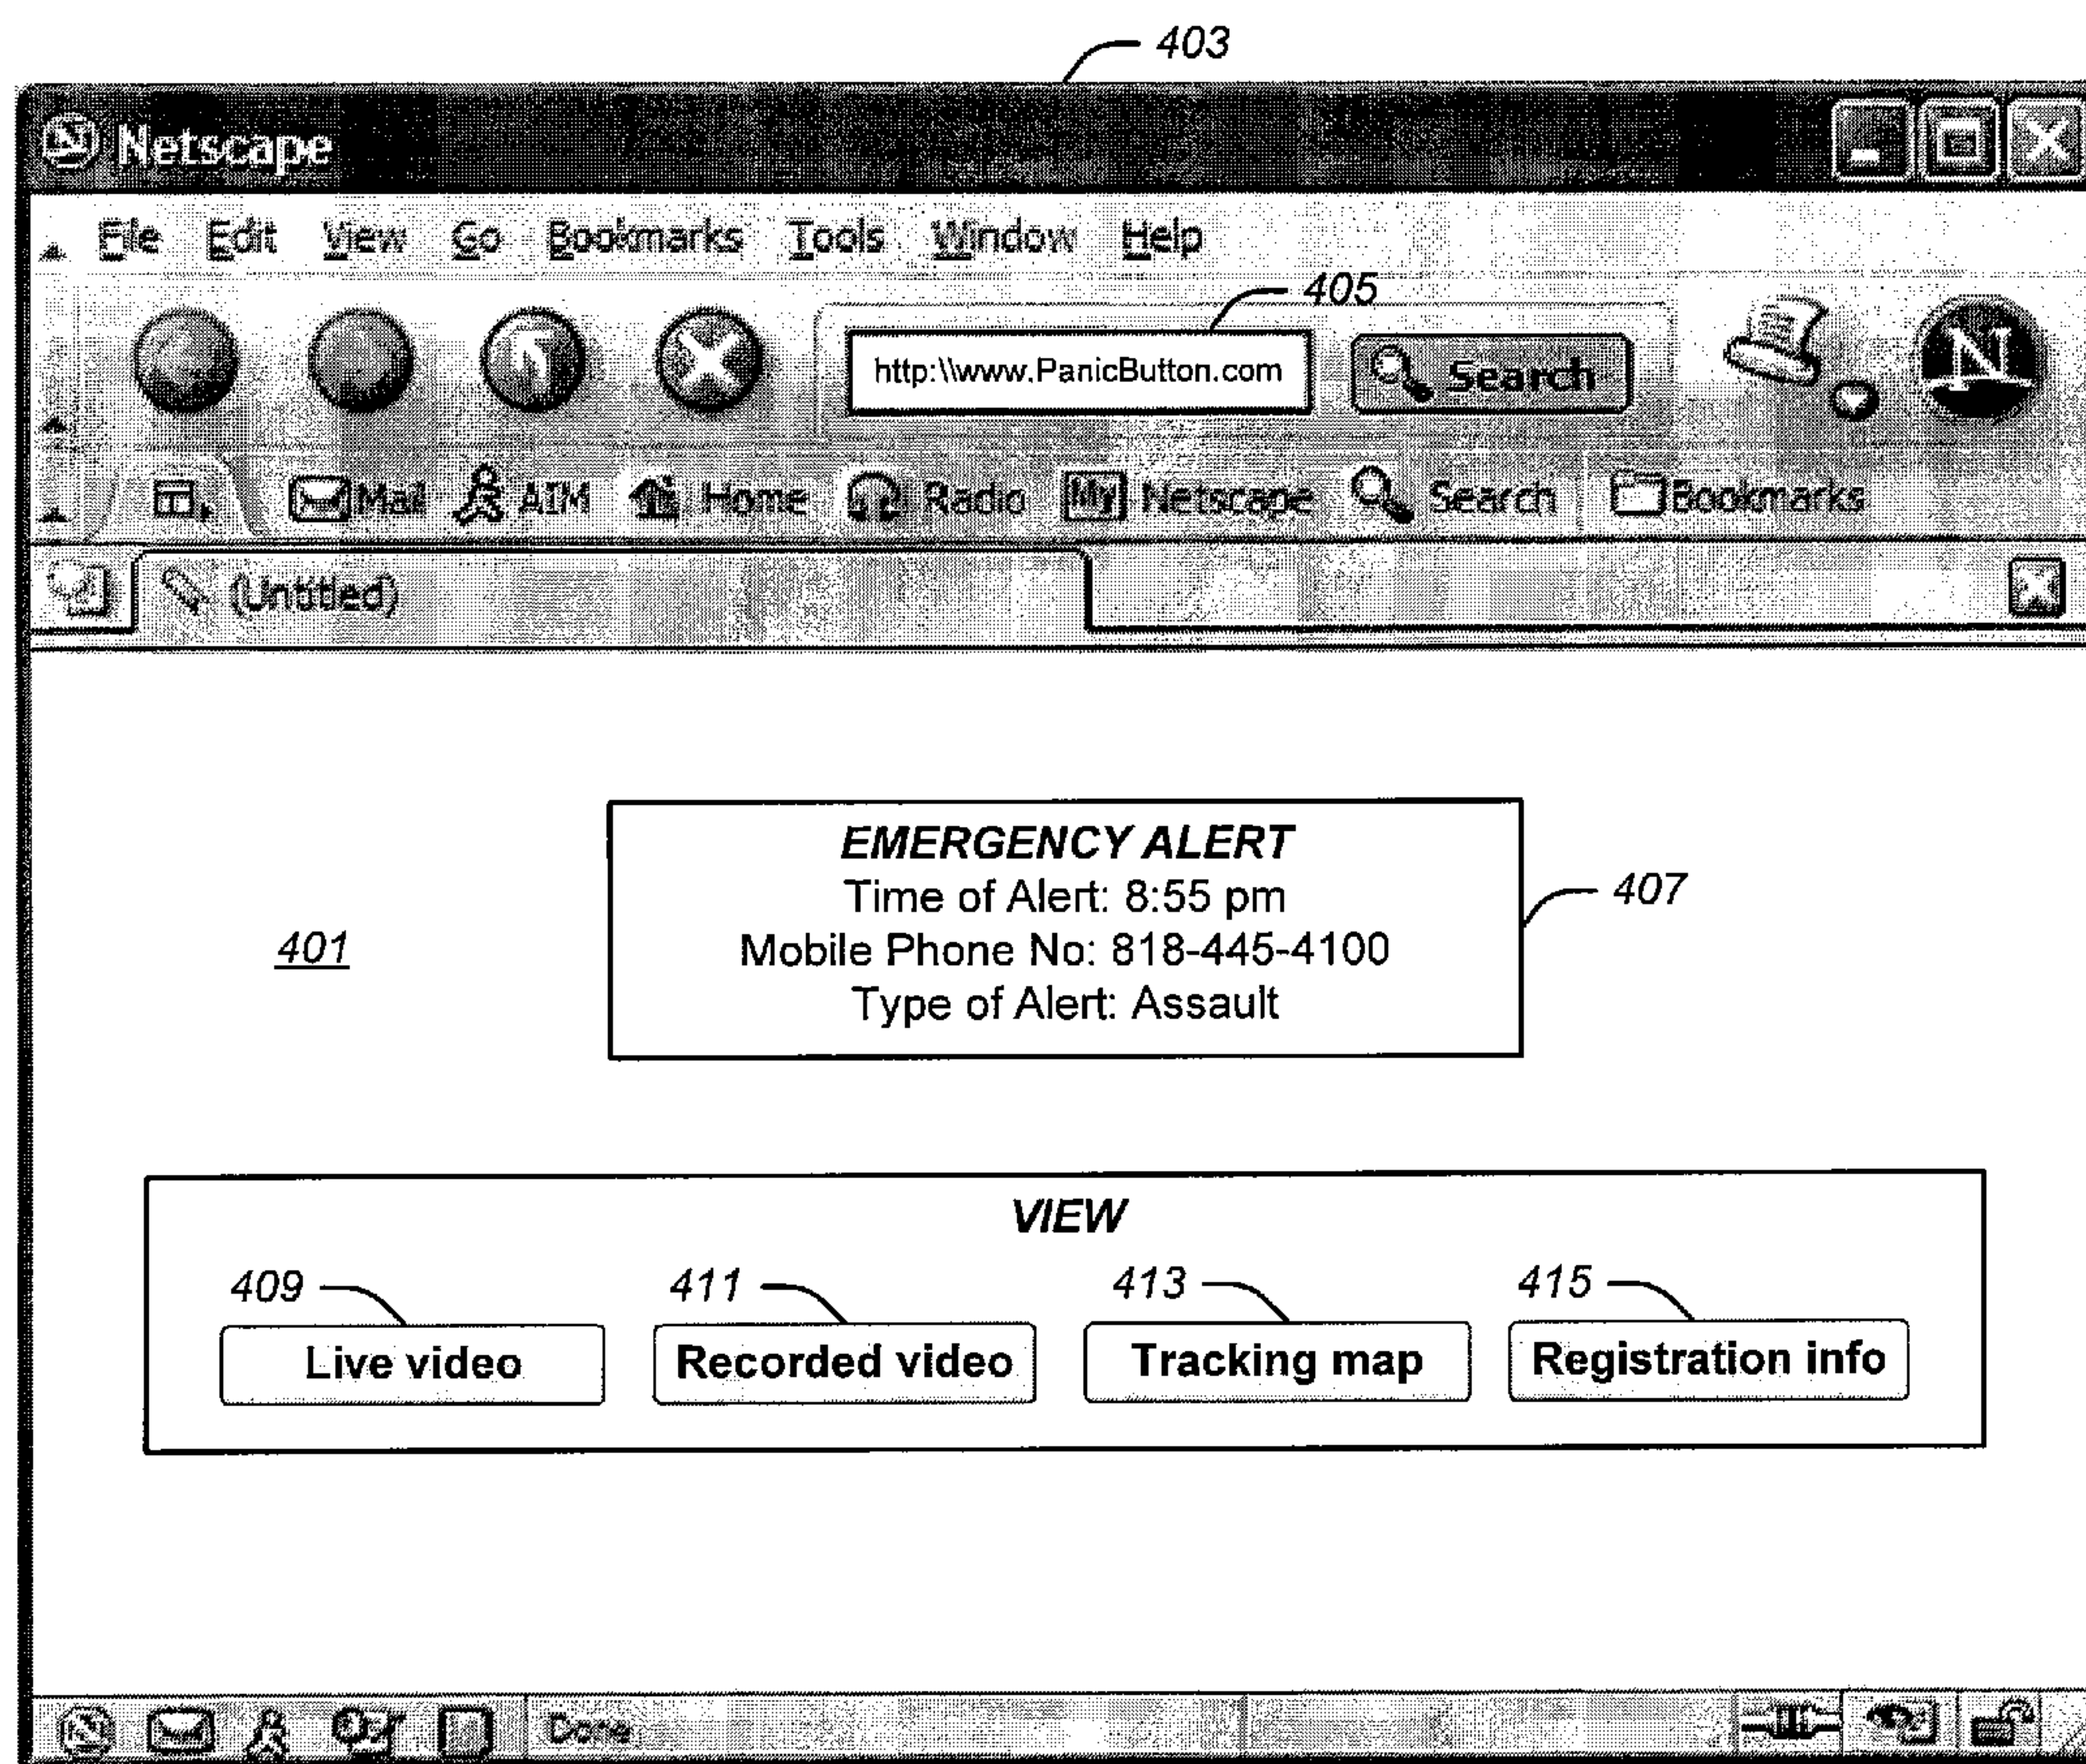 403
Netscape
File Edit View Go Bookmarks Tools Window Help
405
http:\\www.PanicButton.com Search
N
Mail AIM Home Radio My Netscape Search Bookmarks
(Untitled)
EMERGENCY ALERT
Time of Alert: 8:55 pm
407
401
Mobile Phone No: 818-445-4100
Type of Alert: Assault
VIEW
409 411 413 415
Live video Recorded video Tracking map Registration info
Done